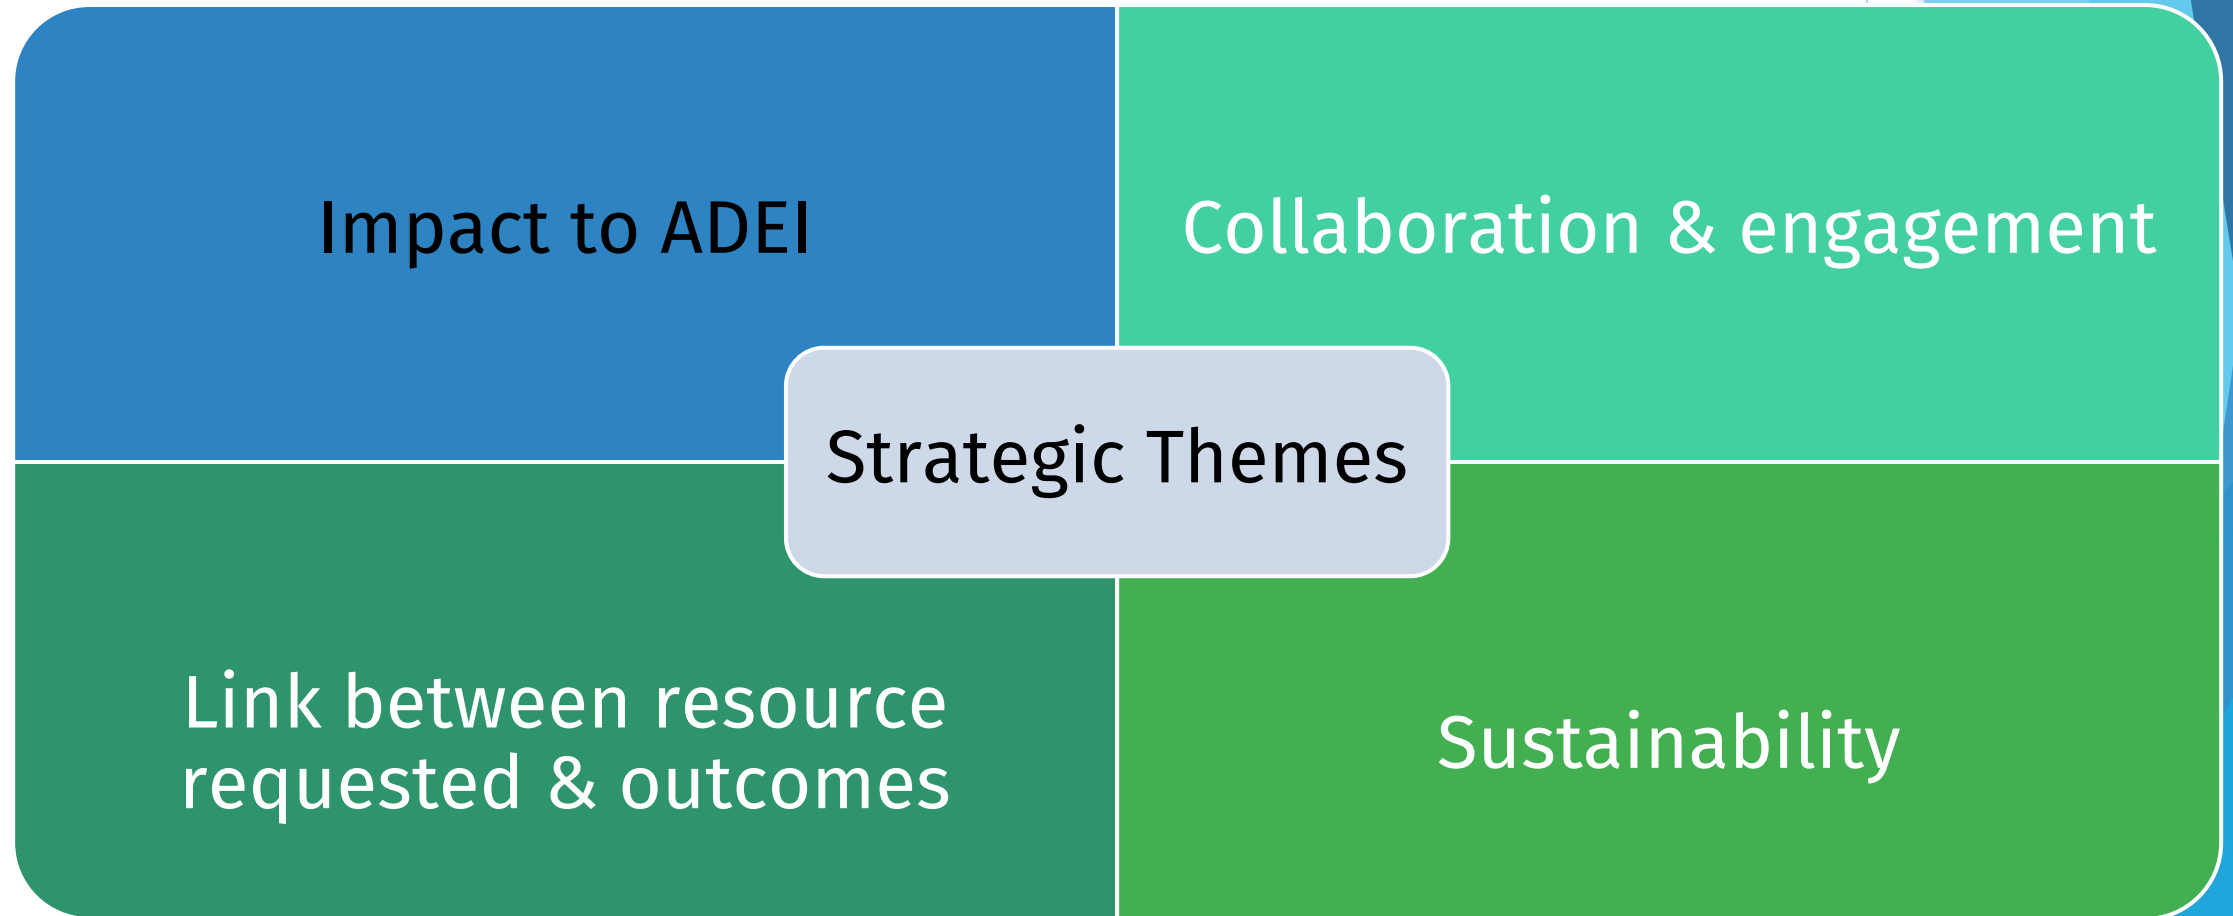 Impact to ADEI
Collaboration & engagement
Strategic Themes
Link between resource
requested & outcomes
Sustainability